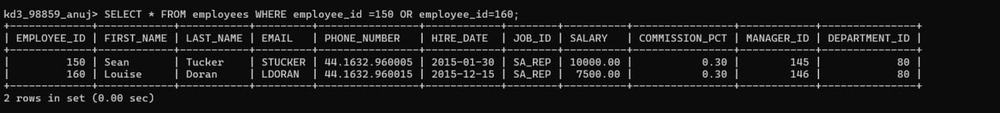 kd3_98859_anuj> SELECT * FROM employees WHERE employee_id =150 OR employee_id=160;
+-------------+------------+-----------+---------+----------------+------------+--------+----------+----------------+------------+---------------+
| EMPLOYEE_ID | FIRST_NAME | LAST_NAME | EMAIL   | PHONE_NUMBER   | HIRE_DATE  | JOB_ID | SALARY   | COMMISSION_PCT | MANAGER_ID | DEPARTMENT_ID |
+-------------+------------+-----------+---------+----------------+------------+--------+----------+----------------+------------+---------------+
|         150 | Sean       | Tucker    | STUCKER | 44.1632.960005 | 2015-01-30 | SA_REP | 10000.00 |           0.30 |        145 |            80 |
|         160 | Louise     | Doran     | LDORAN  | 44.1632.960015 | 2015-12-15 | SA_REP |  7500.00 |           0.30 |        146 |            80 |
+-------------+------------+-----------+---------+----------------+------------+--------+----------+----------------+------------+---------------+
2 rows in set (0.00 sec)